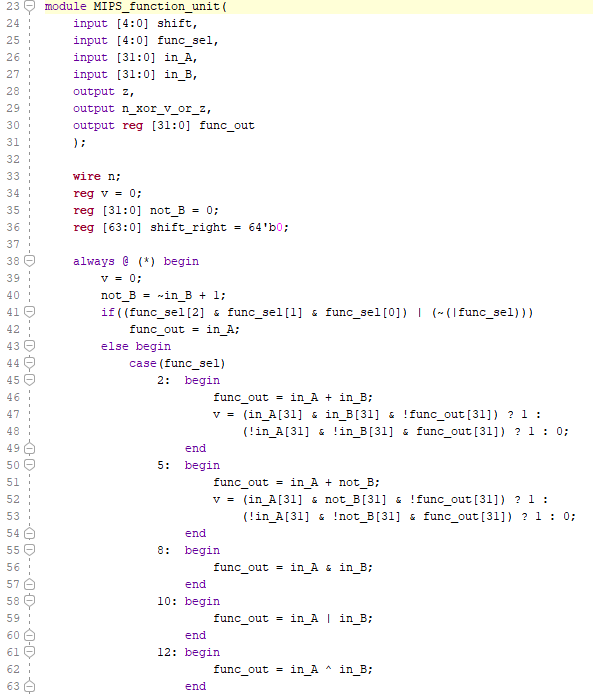 23 module MIPS_function_unit(
24     input [4:0] shift,
25     input [4:0] func_sel,
26     input [31:0] in_A,
27     input [31:0] in_B,
28     output z,
29     output n_xor_v_or_z,
30     output reg [31:0] func_out
31     );
32
33     wire n;
34     reg v = 0;
35     reg [31:0] not_B = 0;
36     reg [63:0] shift_right = 64'b0;
37
38     always @ (*) begin
39         v = 0;
40         not_B = ~in_B + 1;
41         if((func_sel[2] & func_sel[1] & func_sel[0]) | (~(|func_sel)))
42             func_out = in_A;
43         else begin
44             case(func_sel)
45                 2:  begin
46                         func_out = in_A + in_B;
47                         v = (in_A[31] & in_B[31] & !func_out[31]) ? 1 :
48                             (!in_A[31] & !in_B[31] & func_out[31]) ? 1 : 0;
49                     end
50                 5:  begin
51                         func_out = in_A + not_B;
52                         v = (in_A[31] & not_B[31] & !func_out[31]) ? 1 :
53                             (!in_A[31] & !not_B[31] & func_out[31]) ? 1 : 0;
54                     end
55                 8:  begin
56                         func_out = in_A & in_B;
57                     end
58                 10: begin
59                         func_out = in_A | in_B;
60                     end
61                 12: begin
62                         func_out = in_A ^ in_B;
63                     end